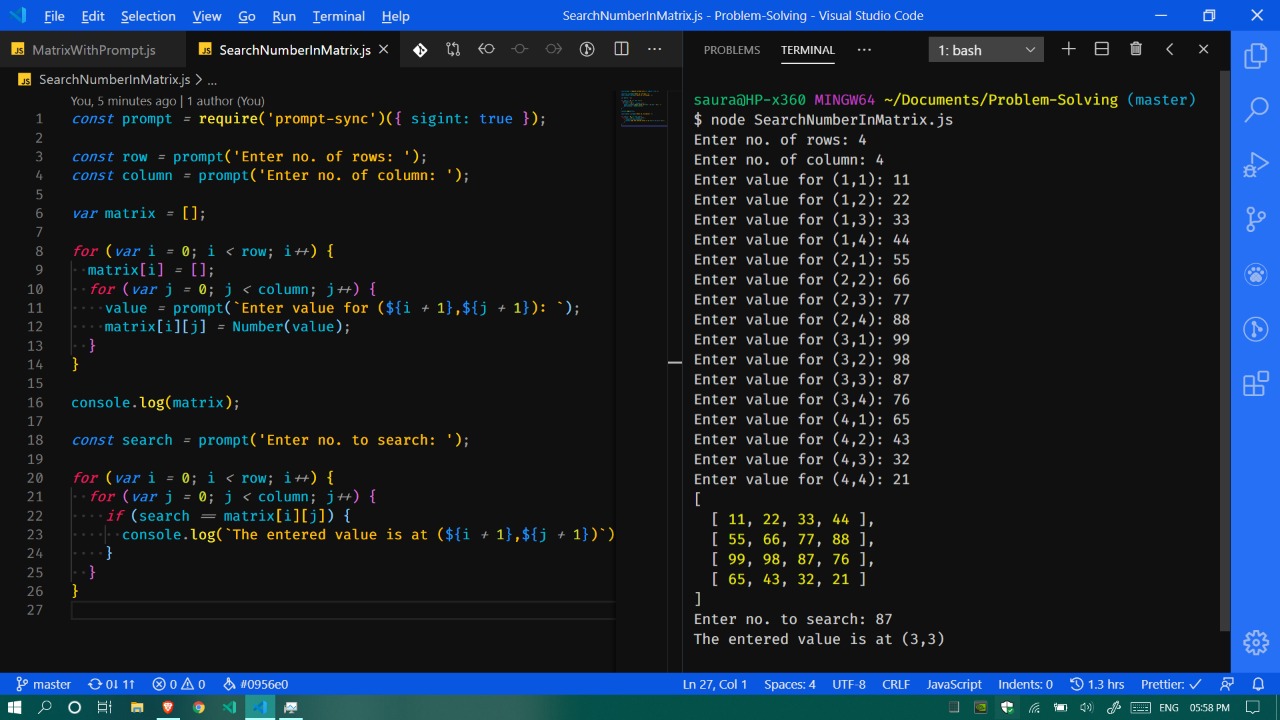 File Edit Selection View Go Run Terminal Help SearchNumberInMatrix.js - Problem-Solving - Visual Studio Code
JS MatrixWithPrompt.js JS SearchNumberInMatrix.js
JS SearchNumberInMatrix.js > ...
You, 5 minutes ago | 1 author (You)
1 const prompt = require('prompt-sync')({ sigint: true });
2
3 const row = prompt('Enter no. of rows: ');
4 const column = prompt('Enter no. of column: ');
5
6 var matrix = [];
7
8 for (var i = 0; i < row; i++) {
9 matrix[i] = [];
10 for (var j = 0; j < column; j++) {
11 value = prompt(`Enter value for (${i + 1},${j + 1}): `);
12 matrix[i][j] = Number(value);
13 }
14 }
15
16 console.log(matrix);
17
18 const search = prompt('Enter no. to search: ');
19
20 for (var i = 0; i < row; i++) {
21 for (var j = 0; j < column; j++) {
22 if (search == matrix[i][j]) {
23 console.log(`The entered value is at (${i + 1},${j + 1})`)
24 }
25 }
26 }
27
PROBLEMS TERMINAL ... 1: bash
saura@HP-x360 MINGW64 ~/Documents/Problem-Solving (master)
$ node SearchNumberInMatrix.js
Enter no. of rows: 4
Enter no. of column: 4
Enter value for (1,1): 11
Enter value for (1,2): 22
Enter value for (1,3): 33
Enter value for (1,4): 44
Enter value for (2,1): 55
Enter value for (2,2): 66
Enter value for (2,3): 77
Enter value for (2,4): 88
Enter value for (3,1): 99
Enter value for (3,2): 98
Enter value for (3,3): 87
Enter value for (3,4): 76
Enter value for (4,1): 65
Enter value for (4,2): 43
Enter value for (4,3): 32
Enter value for (4,4): 21
[
[ 11, 22, 33, 44 ],
[ 55, 66, 77, 88 ],
[ 99, 98, 87, 76 ],
[ 65, 43, 32, 21 ]
]
Enter no. to search: 87
The entered value is at (3,3)
master 0↓ 1↑ 0 0 #0956e0 Ln 27, Col 1 Spaces: 4 UTF-8 CRLF JavaScript Indents: 0 1.3 hrs Prettier: ✓
ENG 05:58 PM